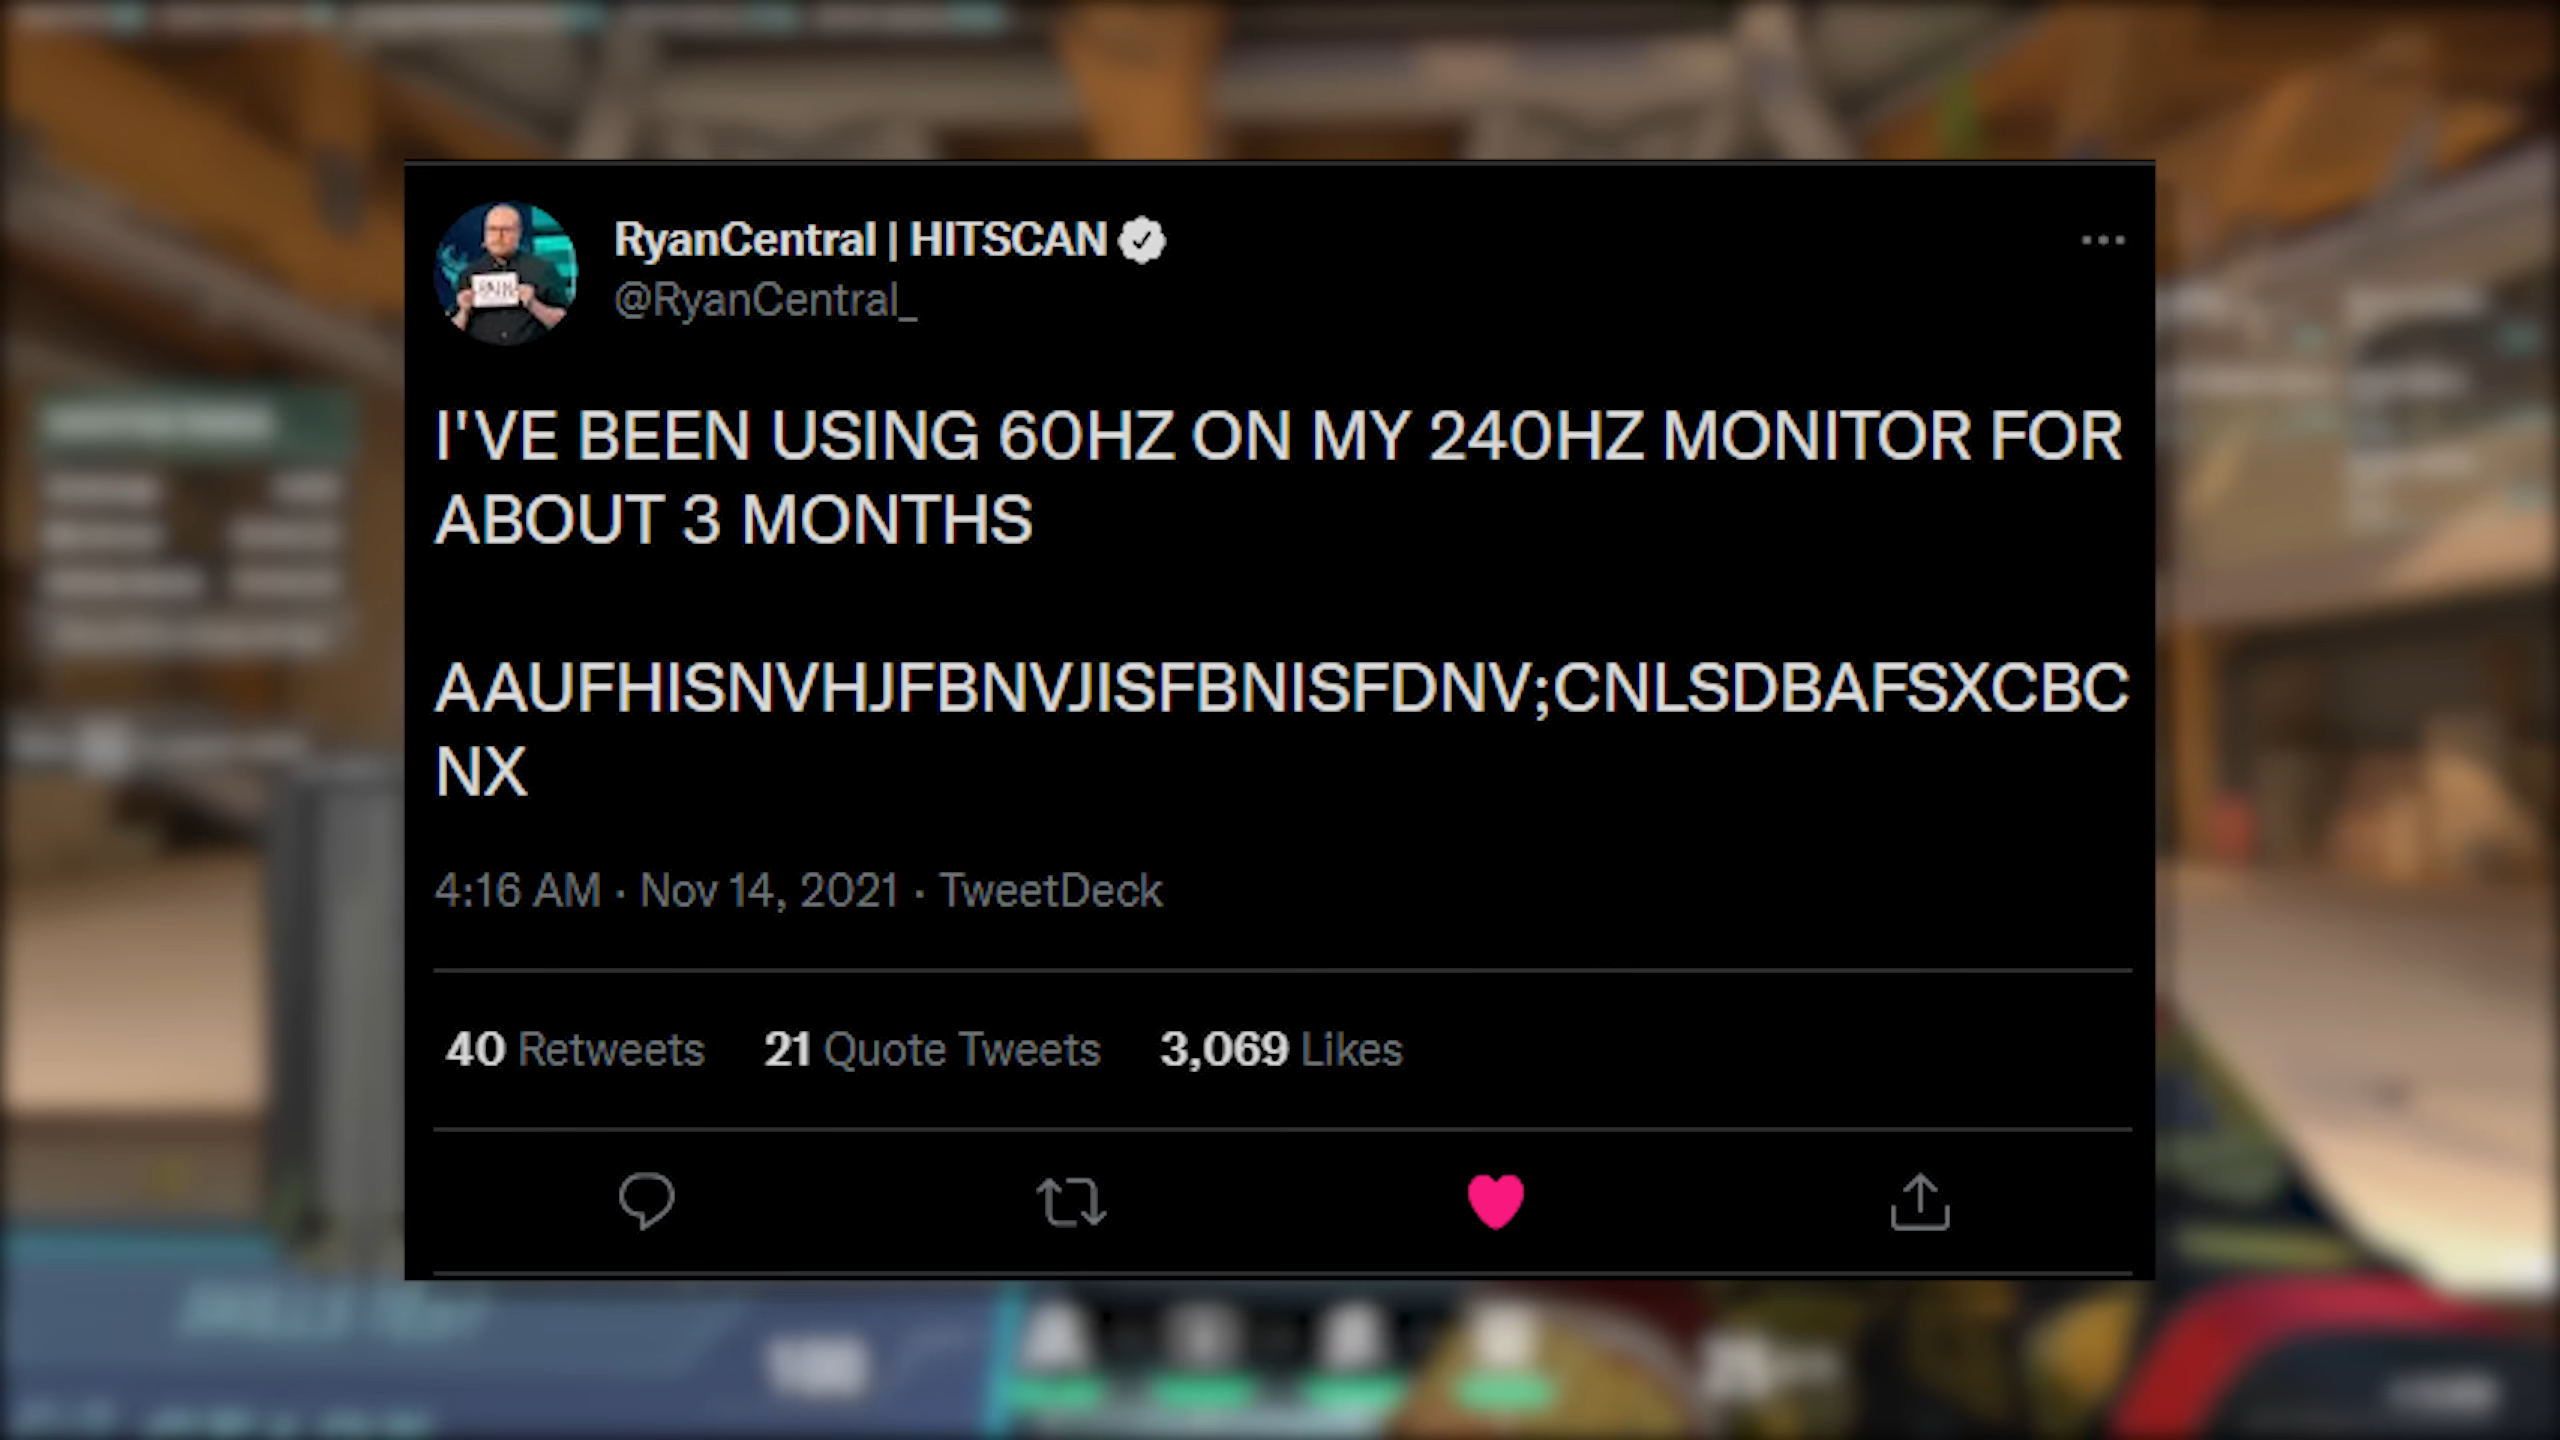 RyanCentral | HITSCAN
@RyanCentral_
I'VE BEEN USING 60HZ ON MY 240HZ MONITOR FOR
ABOUT 3 MONTHS
AAUFHISNVHJFBNVJISFBNISFDNV;CNLSDBAFSXCBC
NX
4:16 AM · Nov 14, 2021 · TweetDeck
40 Retweets 21 Quote Tweets 3,069 Likes